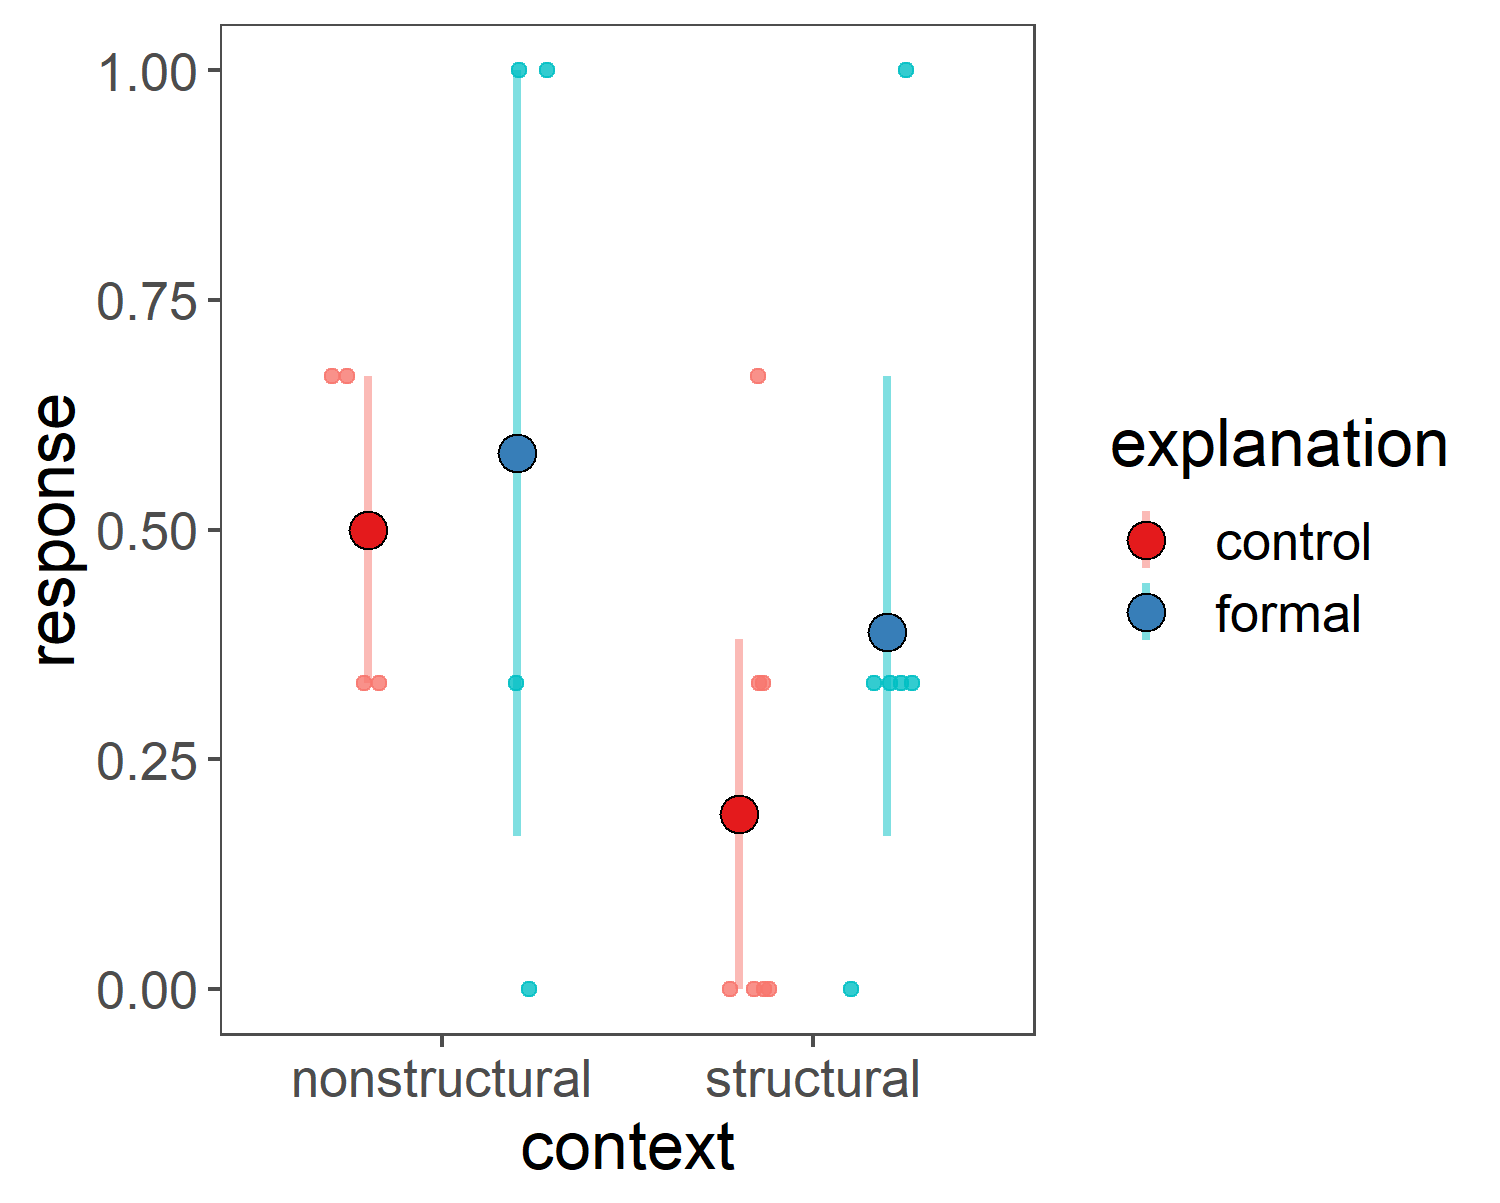 1.00
0.75
0.50
0.25
0.00
response
nonstructural
structural
context
explanation
control
formal